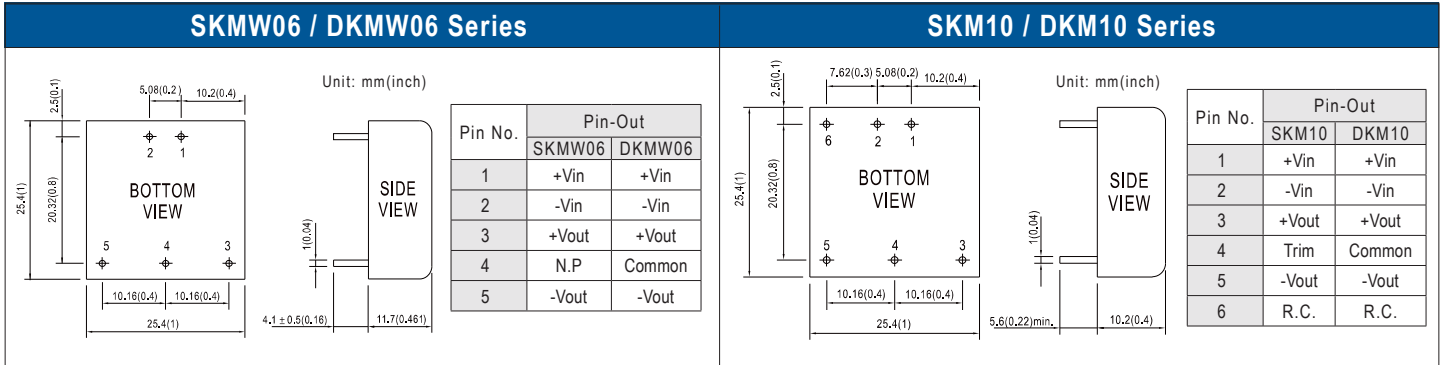 SKMW06 / DKMW06 Series
Unit: mm(inch)
2.5(0.1)
5.08(0.2)
10.2(0.4)
2 1
25.4(1)
20.32(0.8)
BOTTOM
VIEW
5 4 3
10.16(0.4) 10.16(0.4)
25.4(1)
SIDE
VIEW
1(0.04)
4.1±0.5(0.16)
11.7(0.461)
Pin No. Pin-Out
SKMW06 DKMW06
1 +Vin +Vin
2 -Vin -Vin
3 +Vout +Vout
4 N.P Common
5 -Vout -Vout
SKM10 / DKM10 Series
Unit: mm(inch)
2.5(0.1)
7.62(0.3) 5.08(0.2) 10.2(0.4)
6 2 1
25.4(1)
20.32(0.8)
BOTTOM
VIEW
5 4 3
10.16(0.4) 10.16(0.4)
25.4(1)
SIDE
VIEW
1(0.04)
5.6(0.22)min.
10.2(0.4)
Pin No. Pin-Out
SKM10 DKM10
1 +Vin +Vin
2 -Vin -Vin
3 +Vout +Vout
4 Trim Common
5 -Vout -Vout
6 R.C. R.C.